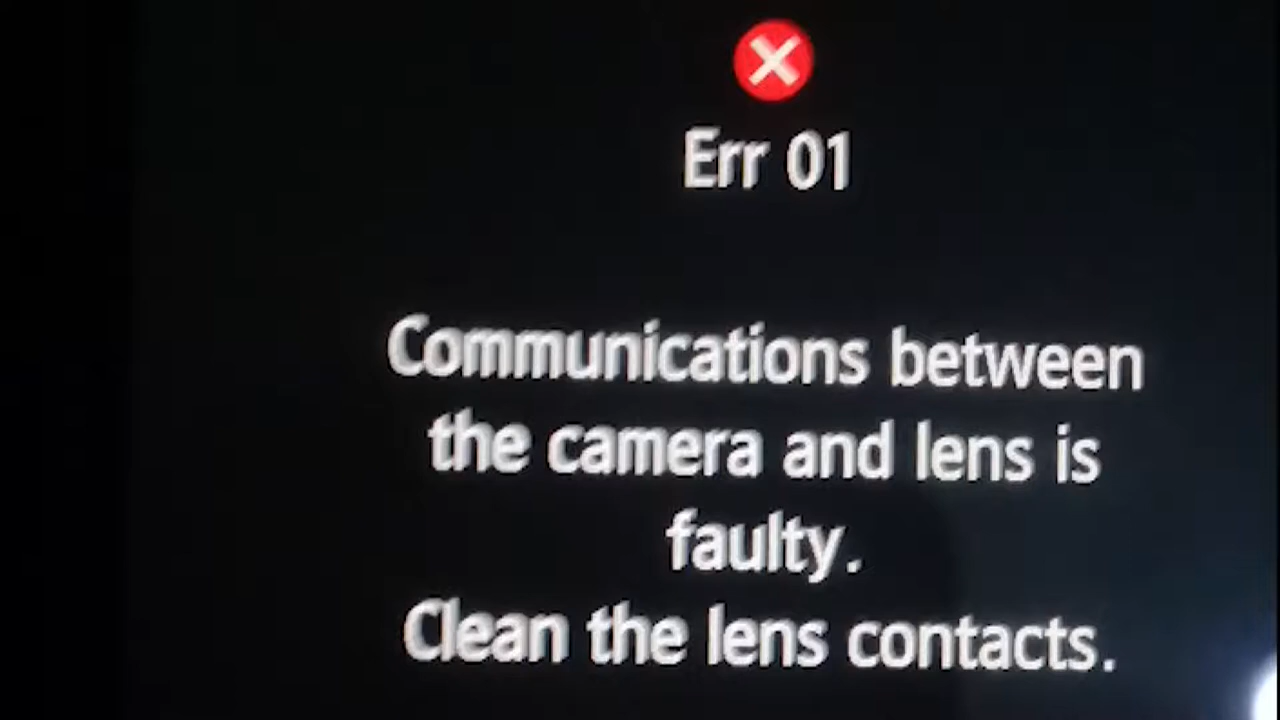 Err 01
Communications between
the camera and lens is
faulty.
Clean the lens contacts.